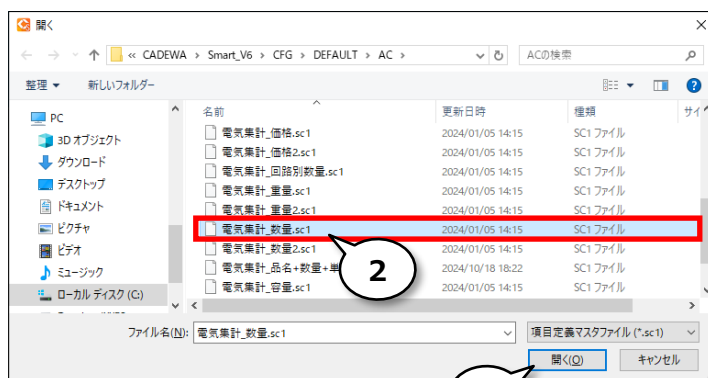 開く
« CADEWA > Smart_V6 > CFG > DEFAULT > AC >
ACの検索
整理 新しいフォルダー
名前 更新日時 種類 サイ
PC
3D オブジェクト
ダウンロード
デスクトップ
ドキュメント
ピクチャ
ビデオ
ミュージック
ローカル ディスク (C:)
電気集計_価格.sc1 2024/01/05 14:15 SC1 ファイル
電気集計_価格2.sc1 2024/01/05 14:15 SC1 ファイル
電気集計_回路別数量.sc1 2024/01/05 14:15 SC1 ファイル
電気集計_重量.sc1 2024/01/05 14:15 SC1 ファイル
電気集計_重量2.sc1 2024/01/05 14:15 SC1 ファイル
電気集計_数量.sc1 2024/01/05 14:15 SC1 ファイル
電気集計_数量2.sc1 2024/01/05 14:15 SC1 ファイル
電気集計_品名+数量+単 2024/10/18 18:22 SC1 ファイル
電気集計_容量.sc1 2024/01/05 14:15 SC1 ファイル
2
ファイル名(N): 電気集計_数量.sc1 項目定義マスタファイル (*.sc1)
開く(O) キャンセル